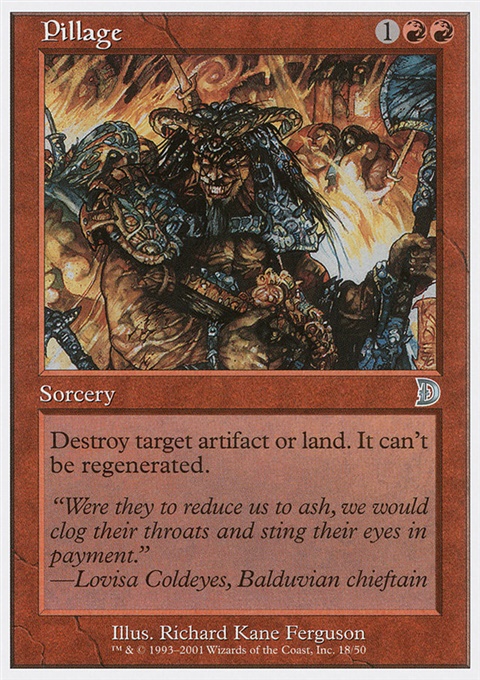 Pillage 1
Sorcery
Destroy target artifact or land. It can't
be regenerated.
"Were they to reduce us to ash, we would
clog their throats and sting their eyes in
payment."
—Lovisa Coldeyes, Balduvian chieftain
Illus. Richard Kane Ferguson
™ & © 1993–2001 Wizards of the Coast, Inc. 18/50